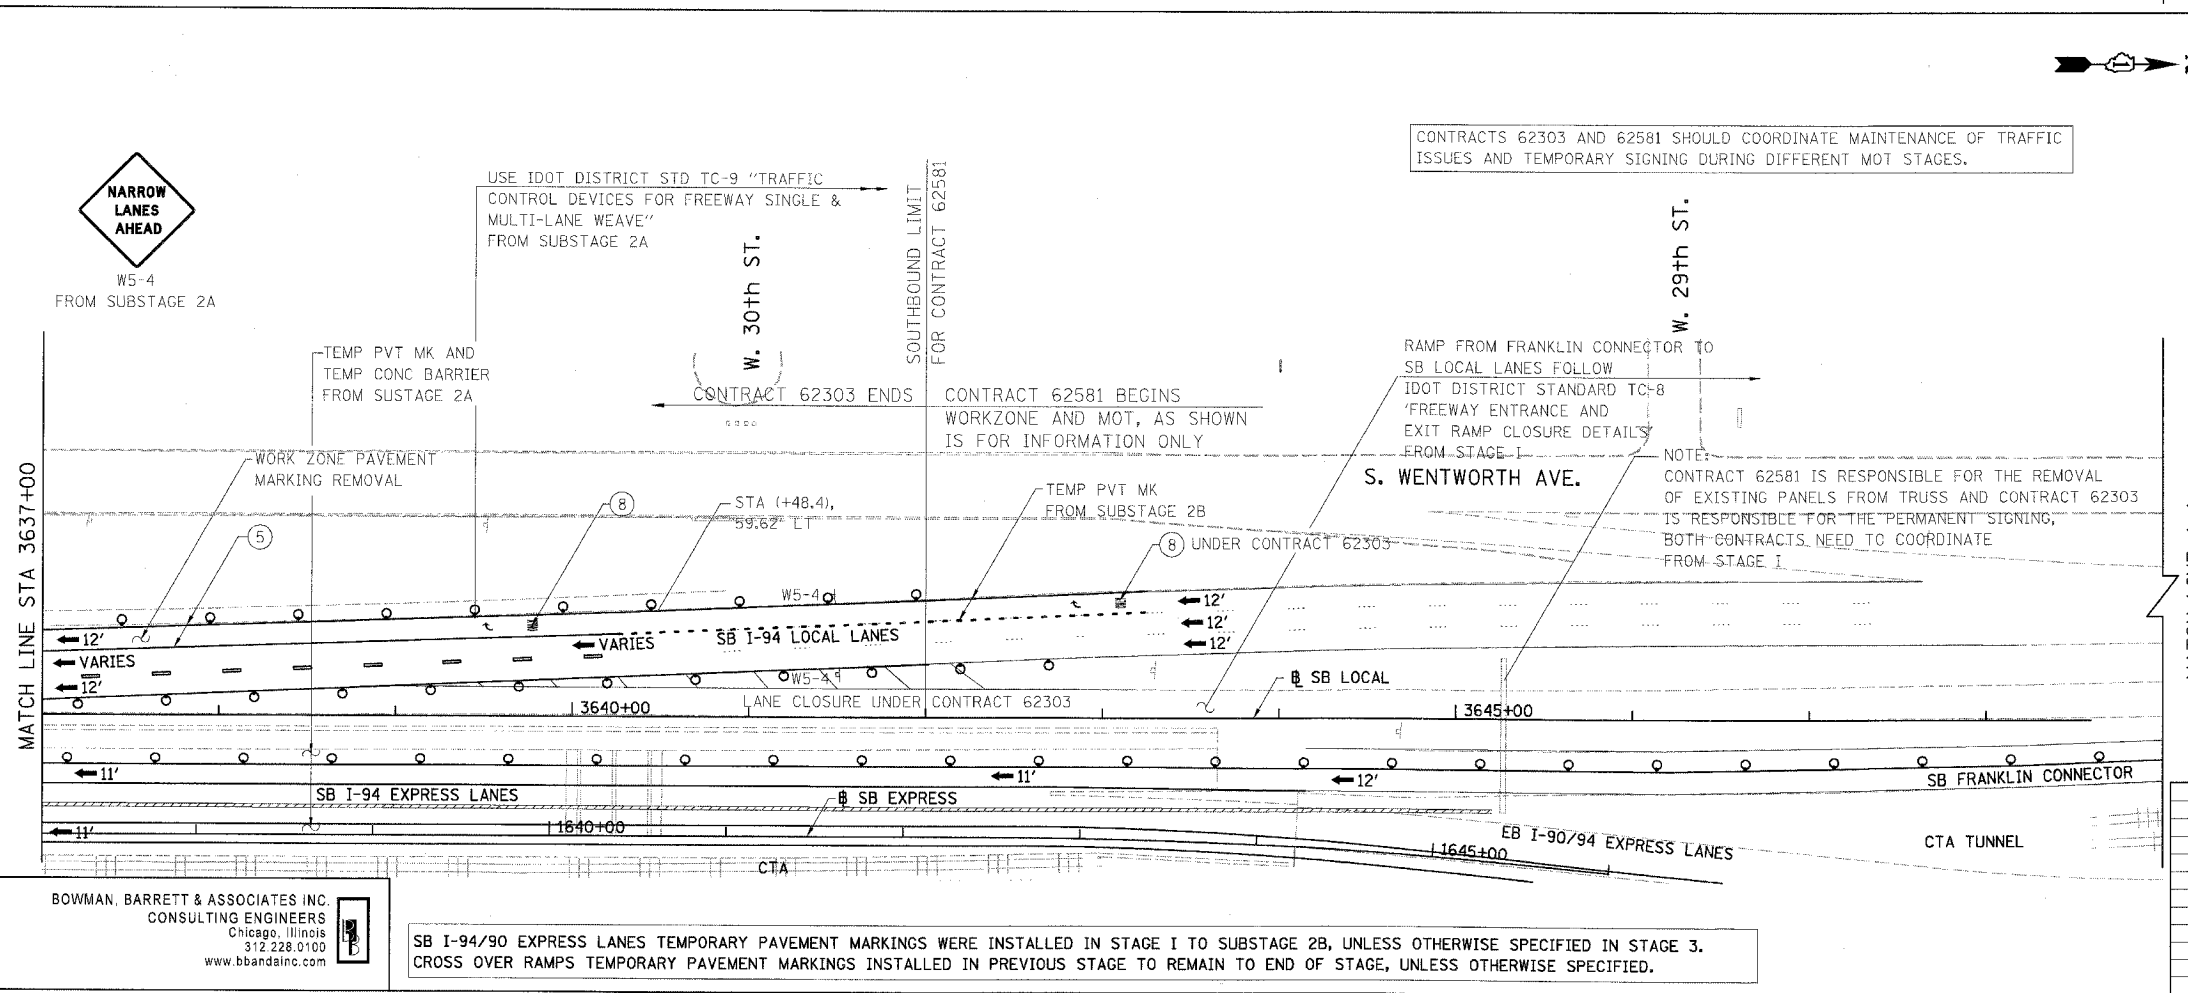 CONTRACTS 62303 AND 62581 SHOULD COORDINATE MAINTENANCE OF TRAFFIC
ISSUES AND TEMPORARY SIGNING DURING DIFFERENT MOT STAGES.
NARROW
LANES
AHEAD
W5-4
FROM SUBSTAGE 2A
USE IDOT DISTRICT STD TC-9 "TRAFFIC
CONTROL DEVICES FOR FREEWAY SINGLE &
MULTI-LANE WEAVE"
FROM SUBSTAGE 2A
W. 30th ST.
SOUTHBOUND LIMIT
FOR CONTRACT 62581
W. 29th ST.
TEMP PVT MK AND
TEMP CONC BARRIER
FROM SUSTAGE 2A
CONTRACT 62303 ENDS
CONTRACT 62581 BEGINS
WORKZONE AND MOT, AS SHOWN
IS FOR INFORMATION ONLY
RAMP FROM FRANKLIN CONNECTOR TO
SB LOCAL LANES FOLLOW
IDOT DISTRICT STANDARD TC-8
'FREEWAY ENTRANCE AND
EXIT RAMP CLOSURE DETAILS'
FROM STAGE I
S. WENTWORTH AVE.
NOTE:
CONTRACT 62581 IS RESPONSIBLE FOR THE REMOVAL
OF EXISTING PANELS FROM TRUSS AND CONTRACT 62303
IS RESPONSIBLE FOR THE PERMANENT SIGNING,
BOTH CONTRACTS NEED TO COORDINATE
FROM STAGE I
WORK ZONE PAVEMENT
MARKING REMOVAL
MATCH LINE STA 3637+00
5
8
STA (+48.4),
59.62' LT
TEMP PVT MK
FROM SUBSTAGE 2B
8 UNDER CONTRACT 62303
W5-4
12'
12'
12'
12'
VARIES
SB I-94 LOCAL LANES
VARIES
12'
W5-4
℄ SB LOCAL
3640+00
LANE CLOSURE UNDER CONTRACT 62303
3645+00
11'
11'
12'
SB FRANKLIN CONNECTOR
SB I-94 EXPRESS LANES
℄ SB EXPRESS
11'
1640+00
EB I-90/94 EXPRESS LANES
1645+00
CTA TUNNEL
CTA
BOWMAN, BARRETT & ASSOCIATES INC.
CONSULTING ENGINEERS
Chicago, Illinois
312.228.0100
www.bbandainc.com
SB I-94/90 EXPRESS LANES TEMPORARY PAVEMENT MARKINGS WERE INSTALLED IN STAGE I TO SUBSTAGE 2B, UNLESS OTHERWISE SPECIFIED IN STAGE 3.
CROSS OVER RAMPS TEMPORARY PAVEMENT MARKINGS INSTALLED IN PREVIOUS STAGE TO REMAIN TO END OF STAGE, UNLESS OTHERWISE SPECIFIED.